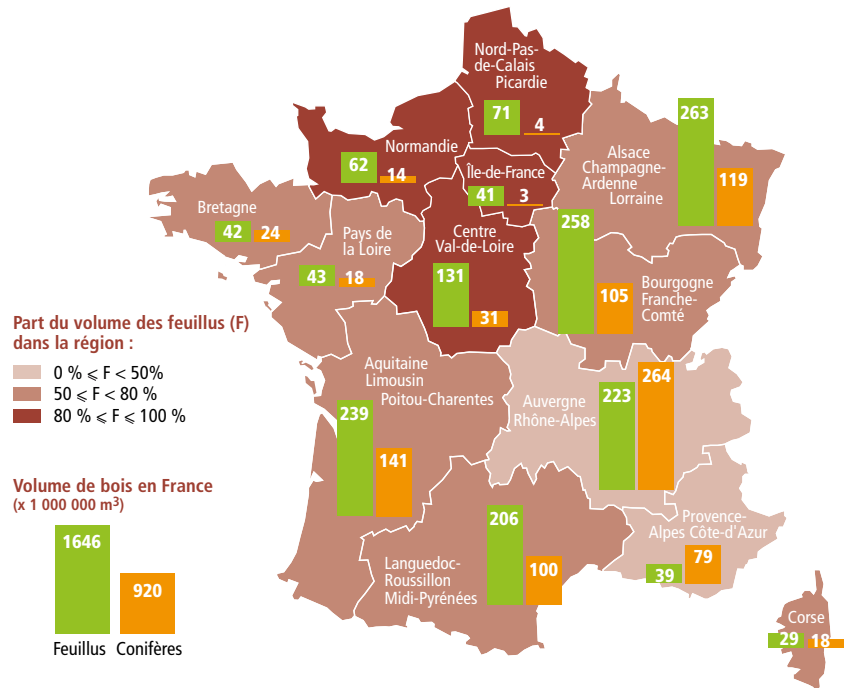 Nord-Pas-
de-Calais
Picardie
71
4
263
119
Alsace
Champagne-
Ardenne
Lorraine
Normandie
62
14
Île-de-France
41
3
Bretagne
42
24
Pays de
la Loire
43
18
Centre
Val-de-Loire
131
31
258
105
Bourgogne
Franche-
Comté
Part du volume des feuillus (F)
dans la région :
0 % ⩽ F < 50%
50 ⩽ F < 80 %
80 % ⩽ F ⩽ 100 %
Aquitaine
Limousin
Poitou-Charentes
239
141
Auvergne
Rhône-Alpes
223
264
Volume de bois en France
(x 1 000 000 m³)
1646
920
Feuillus Conifères
Languedoc-
Roussillon
Midi-Pyrénées
206
100
Provence-
Alpes Côte-d'Azur
39
79
Corse
29
18